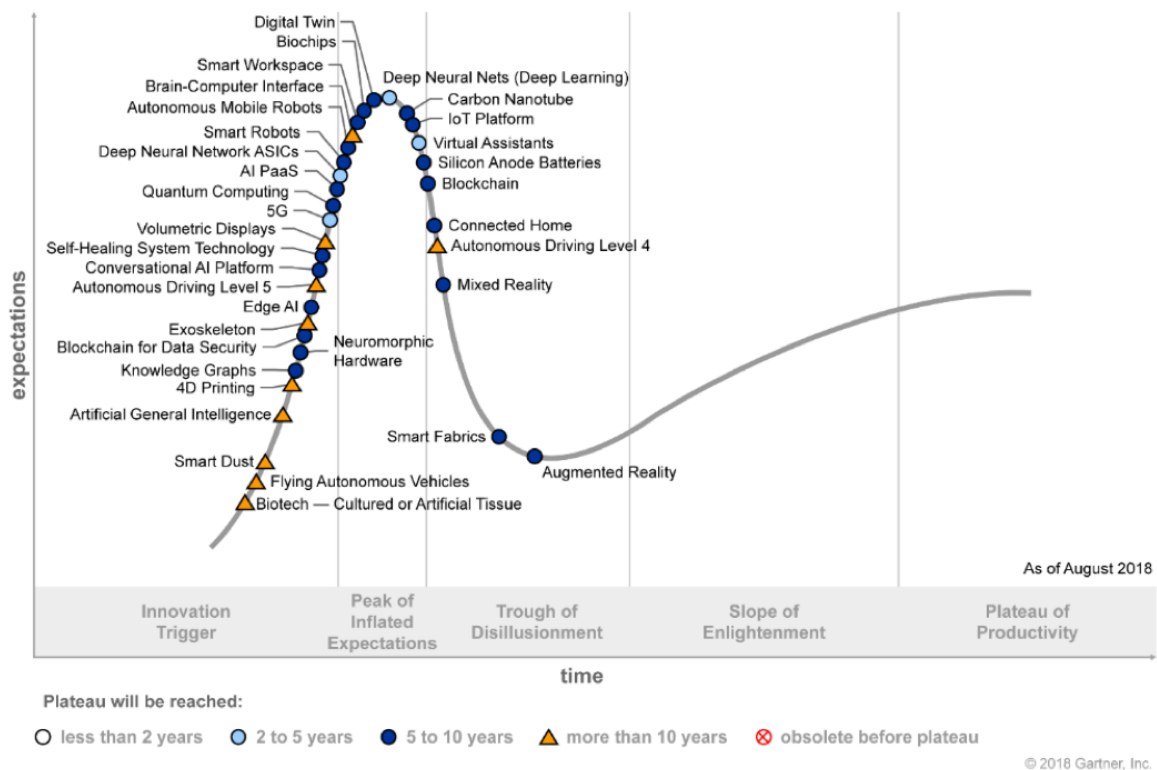 Digital Twin
Biochips
Smart Workspace
Deep Neural Nets (Deep Learning)
Brain-Computer Interface
Carbon Nanotube
Autonomous Mobile Robots
IoT Platform
Smart Robots
Virtual Assistants
Deep Neural Network ASICs
Silicon Anode Batteries
AI PaaS
Blockchain
Quantum Computing
5G
Connected Home
Volumetric Displays
Autonomous Driving Level 4
Self-Healing System Technology
Conversational AI Platform
Mixed Reality
Autonomous Driving Level 5
Edge AI
Exoskeleton
Neuromorphic
Hardware
Blockchain for Data Security
Knowledge Graphs
4D Printing
Artificial General Intelligence
Smart Fabrics
Smart Dust
Augmented Reality
Flying Autonomous Vehicles
Biotech — Cultured or Artificial Tissue
expectations
As of August 2018
Innovation
Trigger
Peak of
Inflated
Expectations
Trough of
Disillusionment
Slope of
Enlightenment
Plateau of
Productivity
time
Plateau will be reached:
less than 2 years
2 to 5 years
5 to 10 years
more than 10 years
obsolete before plateau
© 2018 Gartner, Inc.